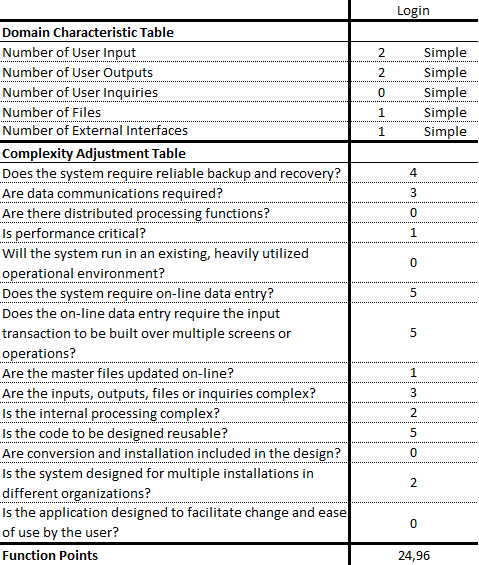 Login
Domain Characteristic Table
Number of User Input 2 Simple
Number of User Outputs 2 Simple
Number of User Inquiries 0 Simple
Number of Files 1 Simple
Number of External Interfaces 1 Simple
Complexity Adjustment Table
Does the system require reliable backup and recovery? 4
Are data communications required? 3
Are there distributed processing functions? 0
Is performance critical? 1
Will the system run in an existing, heavily utilized
operational environment? 0
Does the system require on-line data entry? 5
Does the on-line data entry require the input
transaction to be built over multiple screens or 5
operations?
Are the master files updated on-line? 1
Are the inputs, outputs, files or inquiries complex? 3
Is the internal processing complex? 2
Is the code to be designed reusable? 5
Are conversion and installation included in the design? 0
Is the system designed for multiple installations in
different organizations? 2
Is the application designed to facilitate change and ease
of use by the user? 0
Function Points 24,96